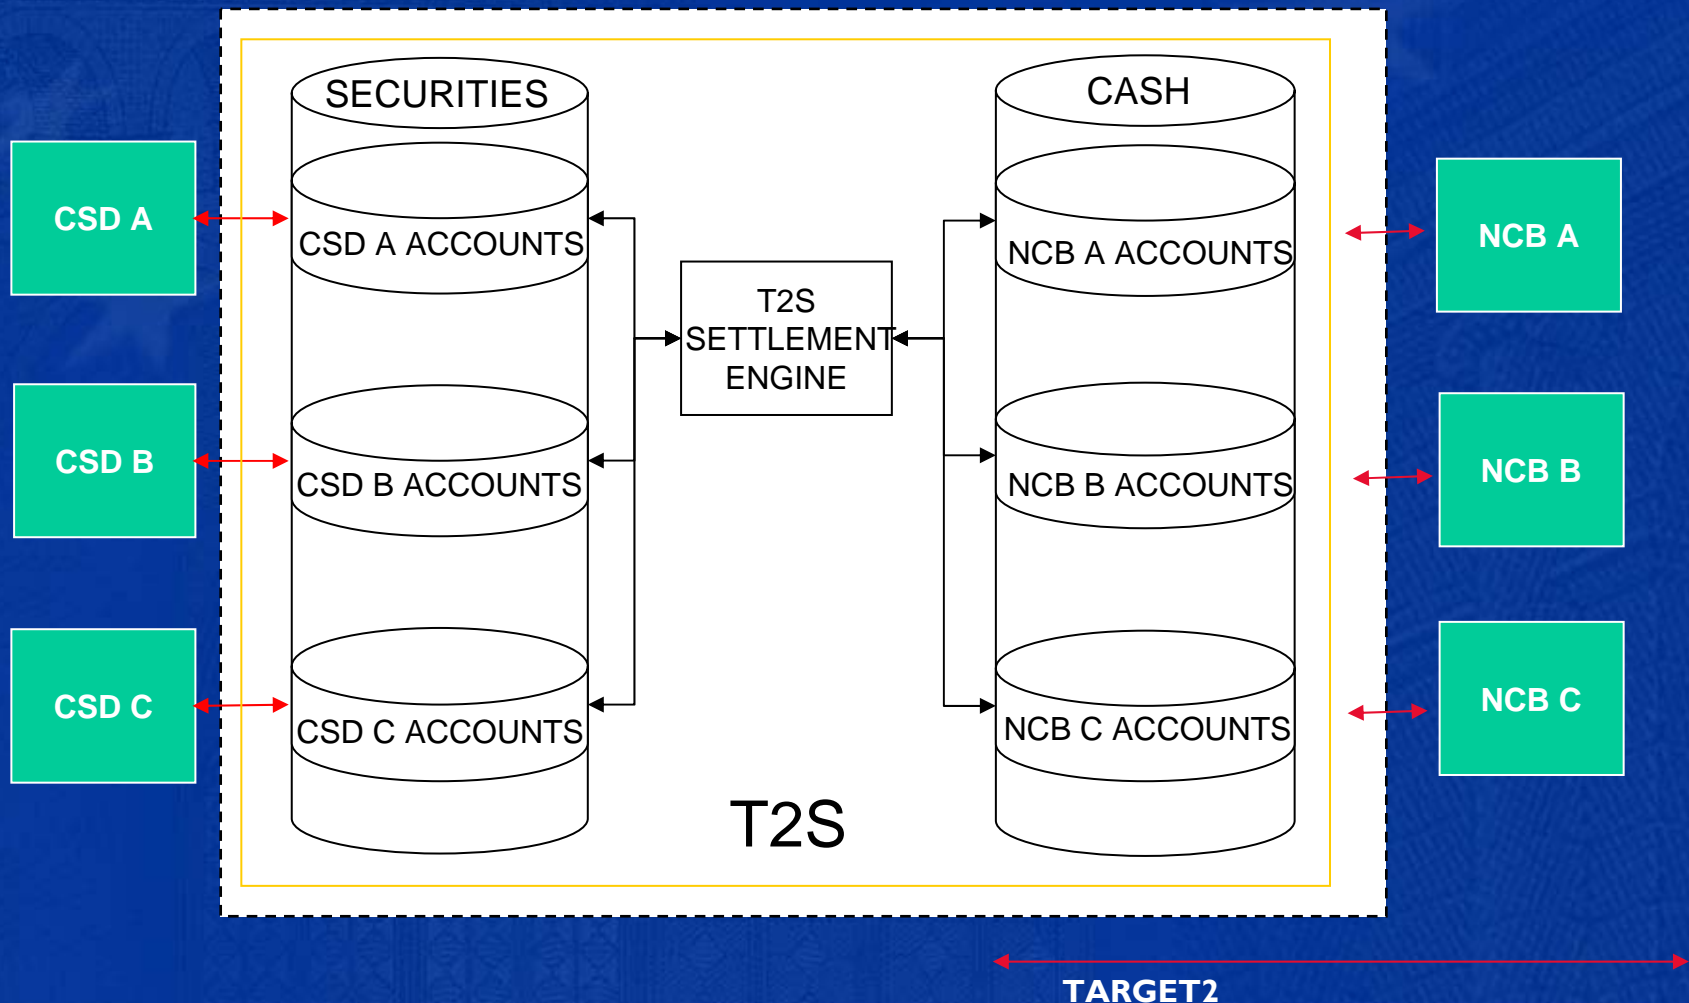 SECURITIES
CASH
CSD A
CSD A ACCOUNTS
NCB A ACCOUNTS
NCB A
T2S
SETTLEMENT
ENGINE
CSD B
CSD B ACCOUNTS
NCB B ACCOUNTS
NCB B
CSD C
CSD C ACCOUNTS
NCB C ACCOUNTS
NCB C
T2S
TARGET2